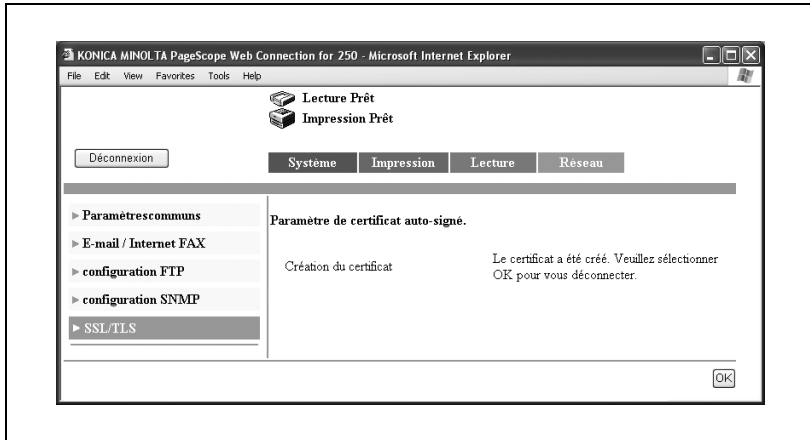 KONICA MINOLTA PageScope Web Connection for 250 - Microsoft Internet Explorer
File Edit View Favorites Tools Help
Lecture Prêt
Impression Prêt
Déconnexion
Système Impression Lecture Réseau
Paramètrescommuns
E-mail / Internet FAX
configuration FTP
configuration SNMP
SSL/TLS
Paramètre de certificat auto-signé.
Création du certificat
Le certificat a été créé. Veuillez sélectionner
OK pour vous déconnecter.
OK